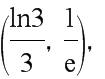 (ln3/3, 1/e),